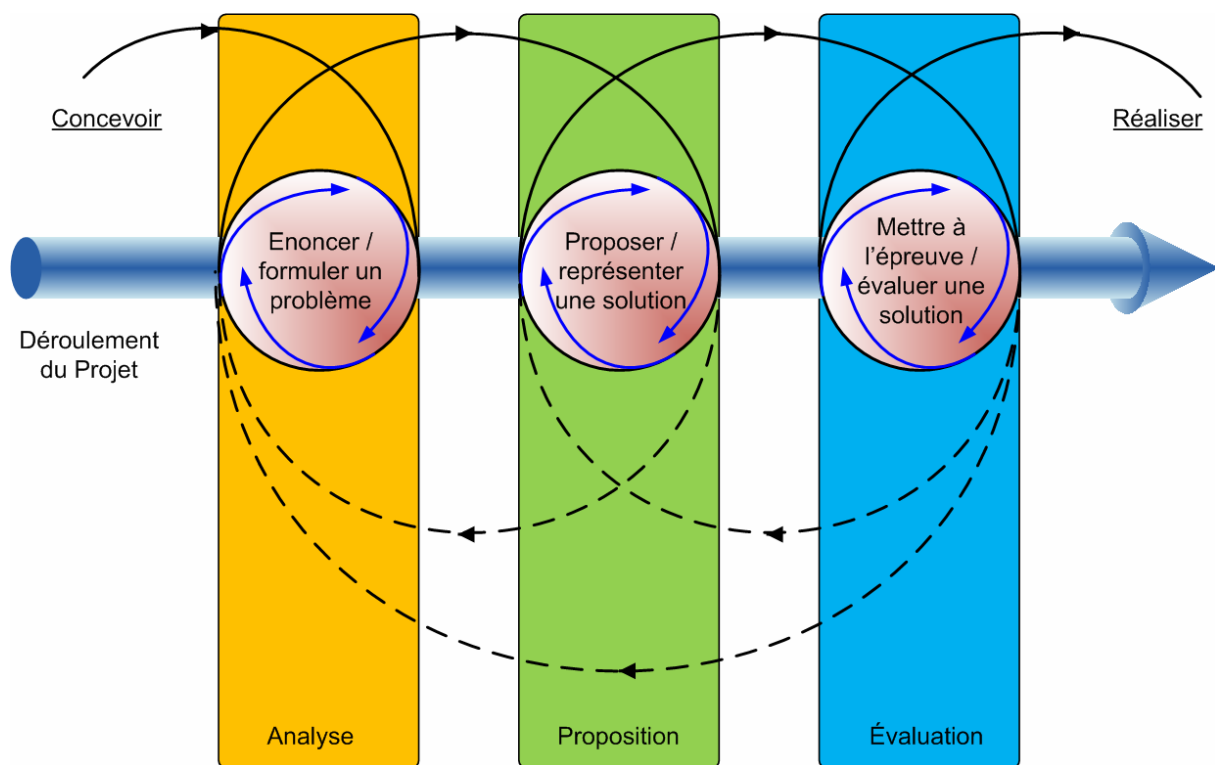 Concevoir
Réaliser
Enoncer /
formuler un
problème
Proposer /
représenter
une solution
Mettre à
l'épreuve /
évaluer une
solution
Déroulement
du Projet
Analyse
Proposition
Évaluation